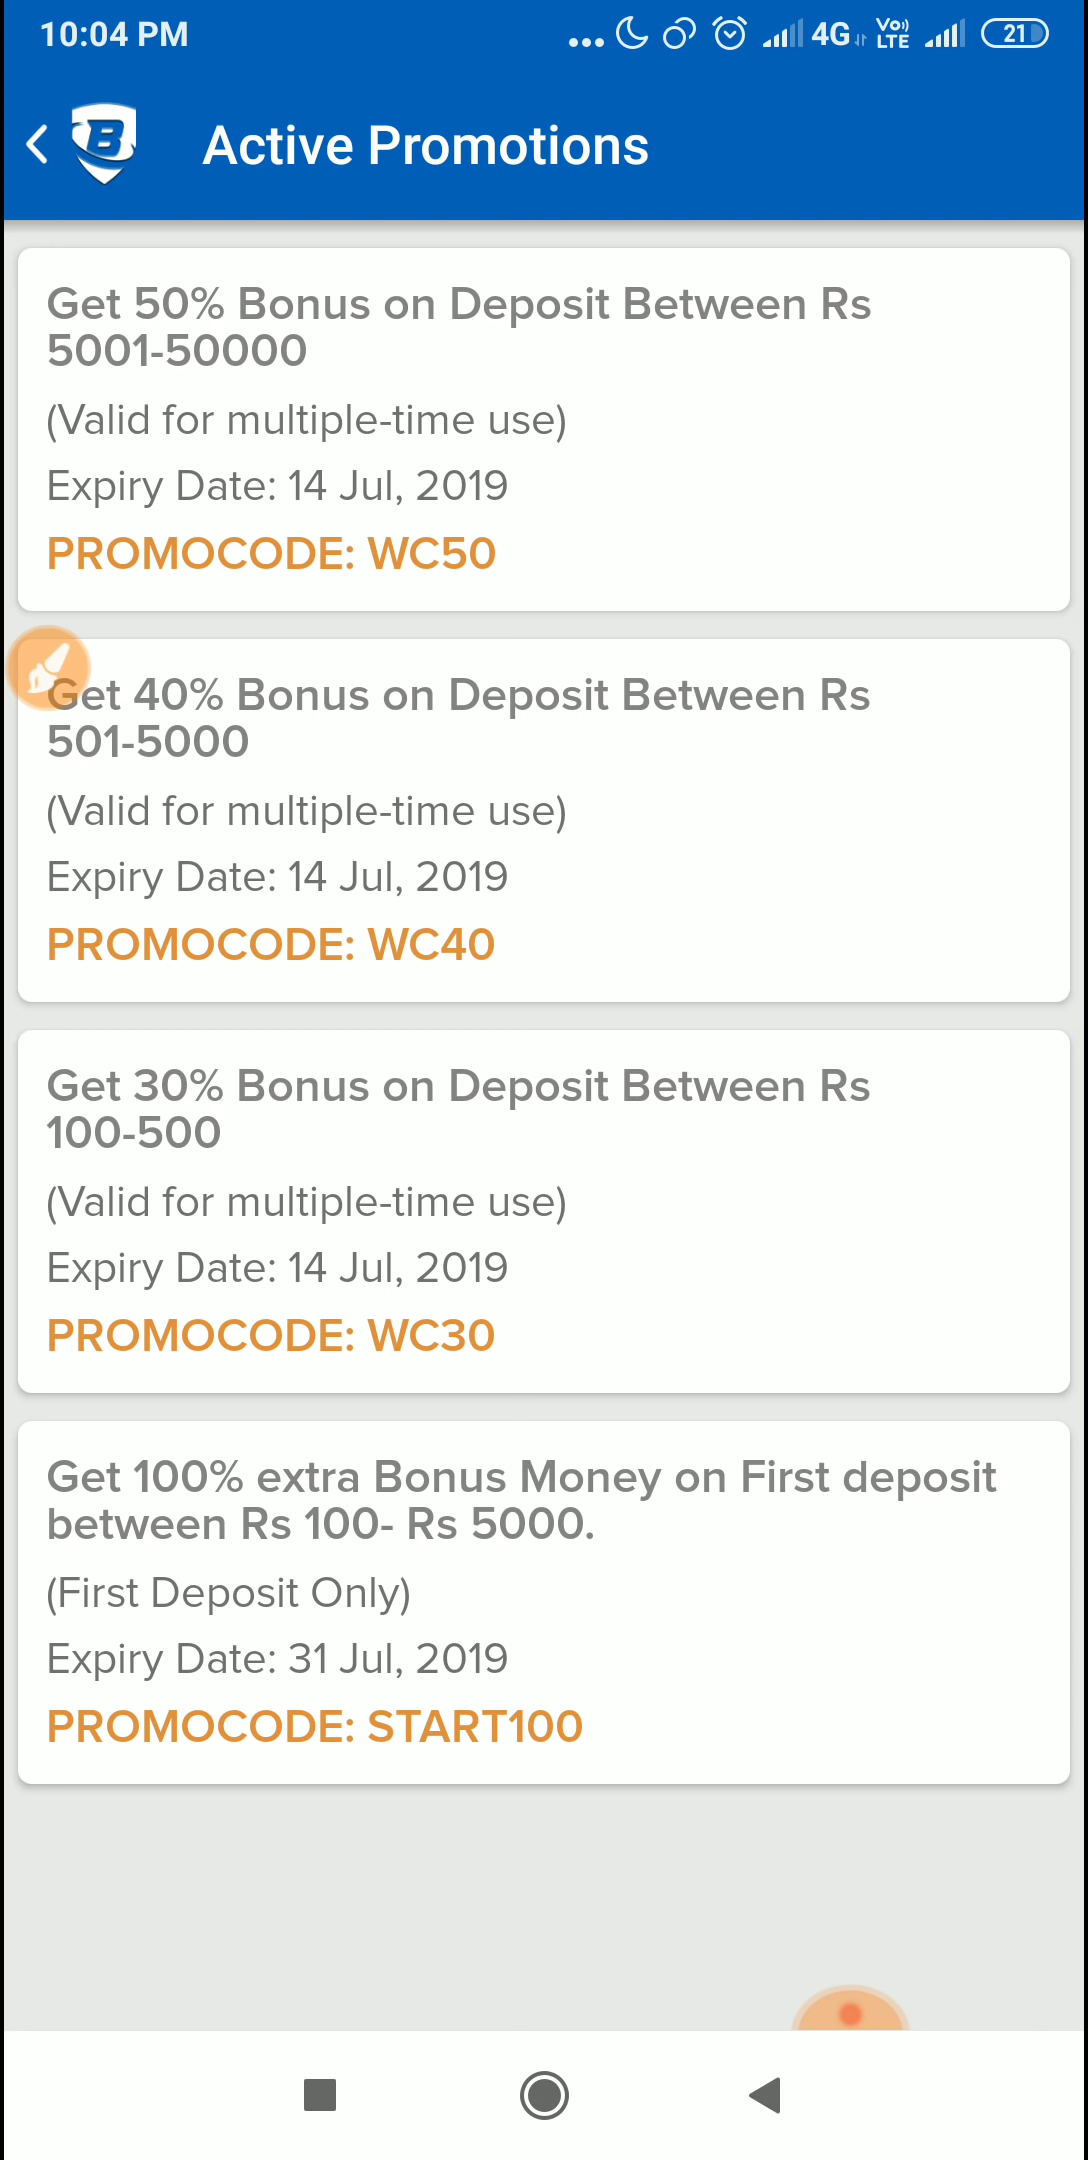 10:04 PM
4G
VO))
LTE
21
B
Active Promotions
Get 50% Bonus on Deposit Between Rs
5001-50000
(Valid for multiple-time use)
Expiry Date: 14 Jul, 2019
PROMOCODE: WC50
Get 40% Bonus on Deposit Between Rs
501-5000
(Valid for multiple-time use)
Expiry Date: 14 Jul, 2019
PROMOCODE: WC40
Get 30% Bonus on Deposit Between Rs
100-500
(Valid for multiple-time use)
Expiry Date: 14 Jul, 2019
PROMOCODE: WC30
Get 100% extra Bonus Money on First deposit
between Rs 100- Rs 5000.
(First Deposit Only)
Expiry Date: 31 Jul, 2019
PROMOCODE: START100